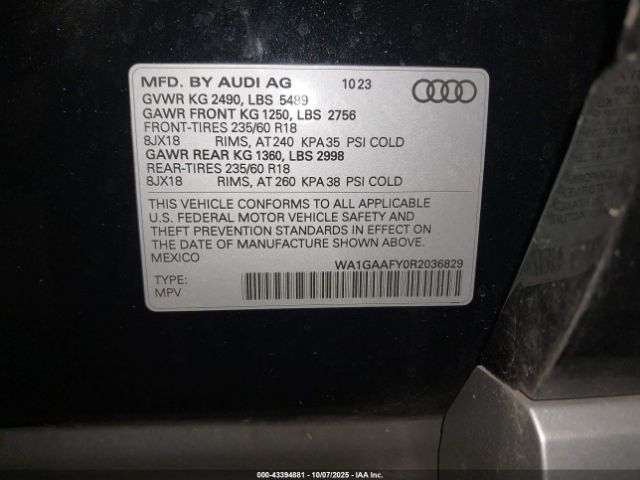 MFD. BY AUDI AG 10 23
GVWR KG 2490, LBS 5489
GAWR FRONT KG 1250, LBS 2756
FRONT-TIRES 235/60 R18
8JX18 RIMS, AT 240 KPA 35 PSI COLD
GAWR REAR KG 1360, LBS 2998
REAR-TIRES 235/60 R18
8JX18 RIMS, AT 260 KPA 38 PSI COLD
THIS VEHICLE CONFORMS TO ALL APPLICABLE
U.S. FEDERAL MOTOR VEHICLE SAFETY AND
THEFT PREVENTION STANDARDS IN EFFECT ON
THE DATE OF MANUFACTURE SHOWN ABOVE.
MEXICO
WA1GAAFY0R2036829
TYPE:
MPV
000-43394881 - 10/07/2025 - IAA Inc.